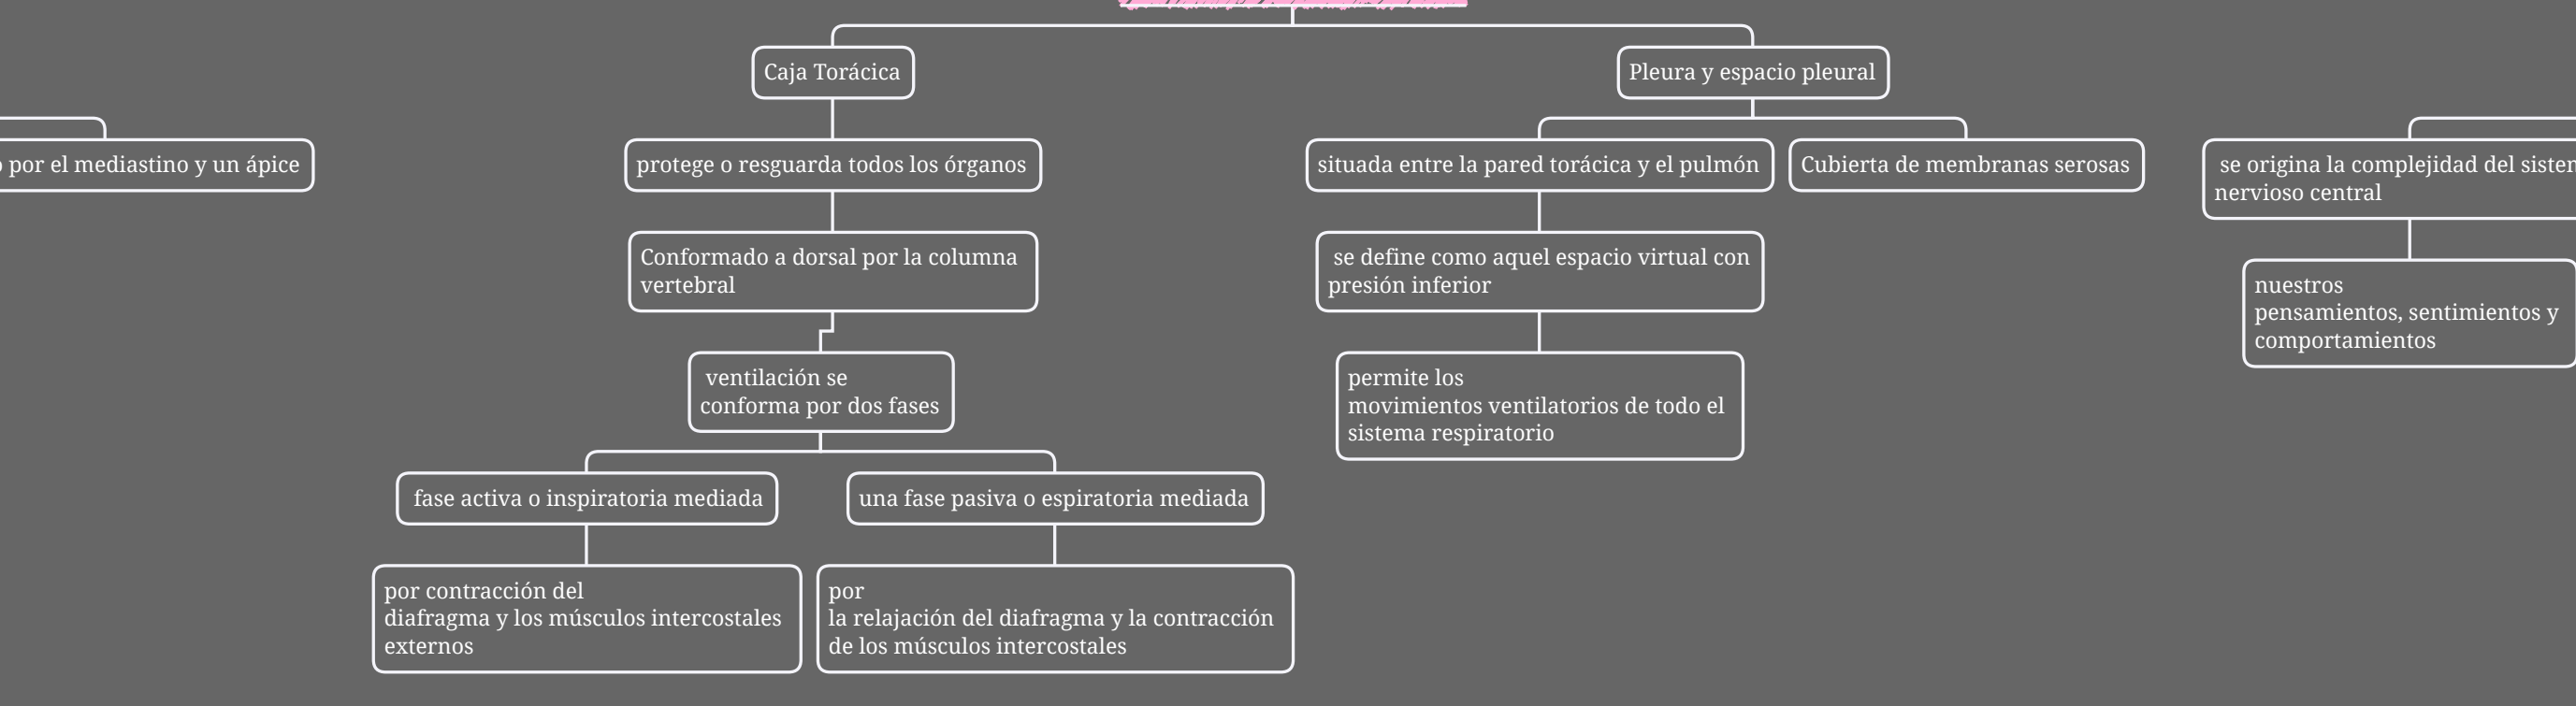 Caja Torácica
Pleura y espacio pleural
por el mediastino y un ápice
protege o resguarda todos los órganos
situada entre la pared torácica y el pulmón
Cubierta de membranas serosas
se origina la complejidad del
nervioso central
Conformado a dorsal por la columna
vertebral
se define como aquel espacio virtual con
presión inferior
nuestros
pensamientos, sentimientos y
comportamientos
ventilación se
conforma por dos fases
permite los
movimientos ventilatorios de todo el
sistema respiratorio
fase activa o inspiratoria mediada
una fase pasiva o espiratoria mediada
por contracción del
diafragma y los músculos intercostales
externos
por
la relajación del diafragma y la contracción
de los músculos intercostales